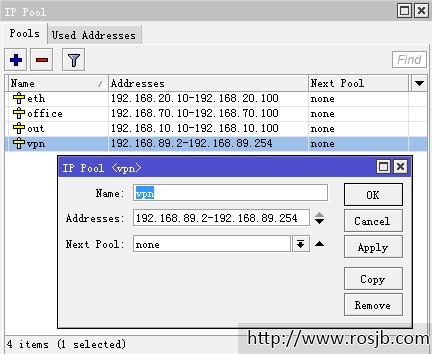 IP Pool
Pools Used Addresses
Find
Name Addresses Next Pool
eth 192.168.20.10-192.168.20.100 none
office 192.168.70.10-192.168.70.100 none
out 192.168.10.10-192.168.10.100 none
vpn 192.168.89.2-192.168.89.254 none
IP Pool <vpn>
Name: vpn
OK
Addresses: 192.168.89.2-192.168.89.254
Cancel
Next Pool: none
Apply
Copy
Remove
4 items (1 selected)
http://www.rosjb.com